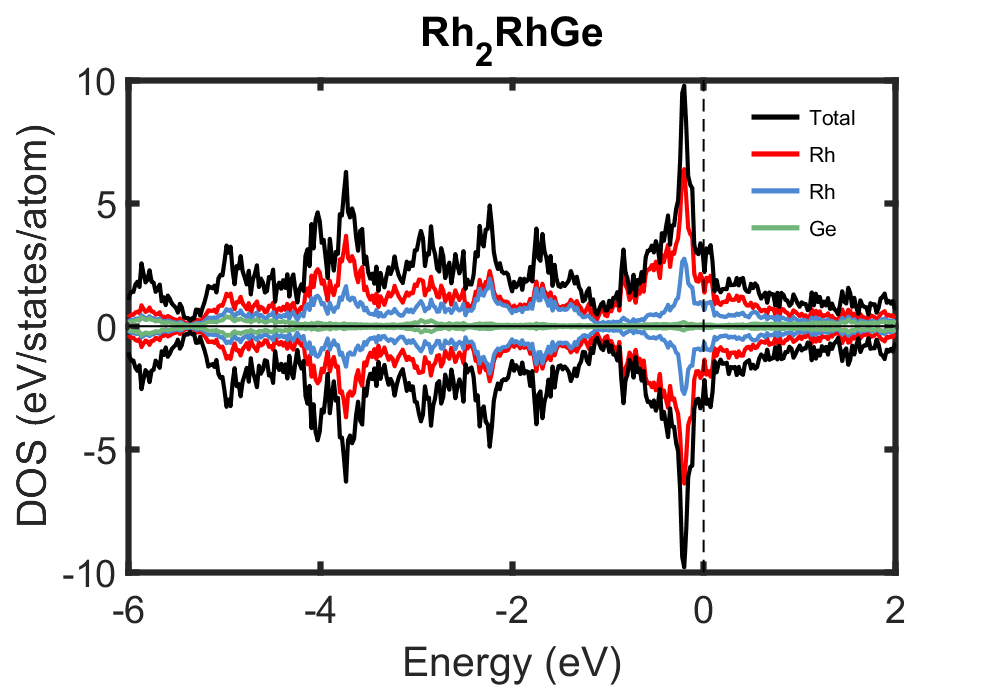 Rh₂RhGe
DOS (eV/states/atom)
10
5
0
-5
-10
Total
Rh
Rh
Ge
-6 -4 -2 0 2
Energy (eV)